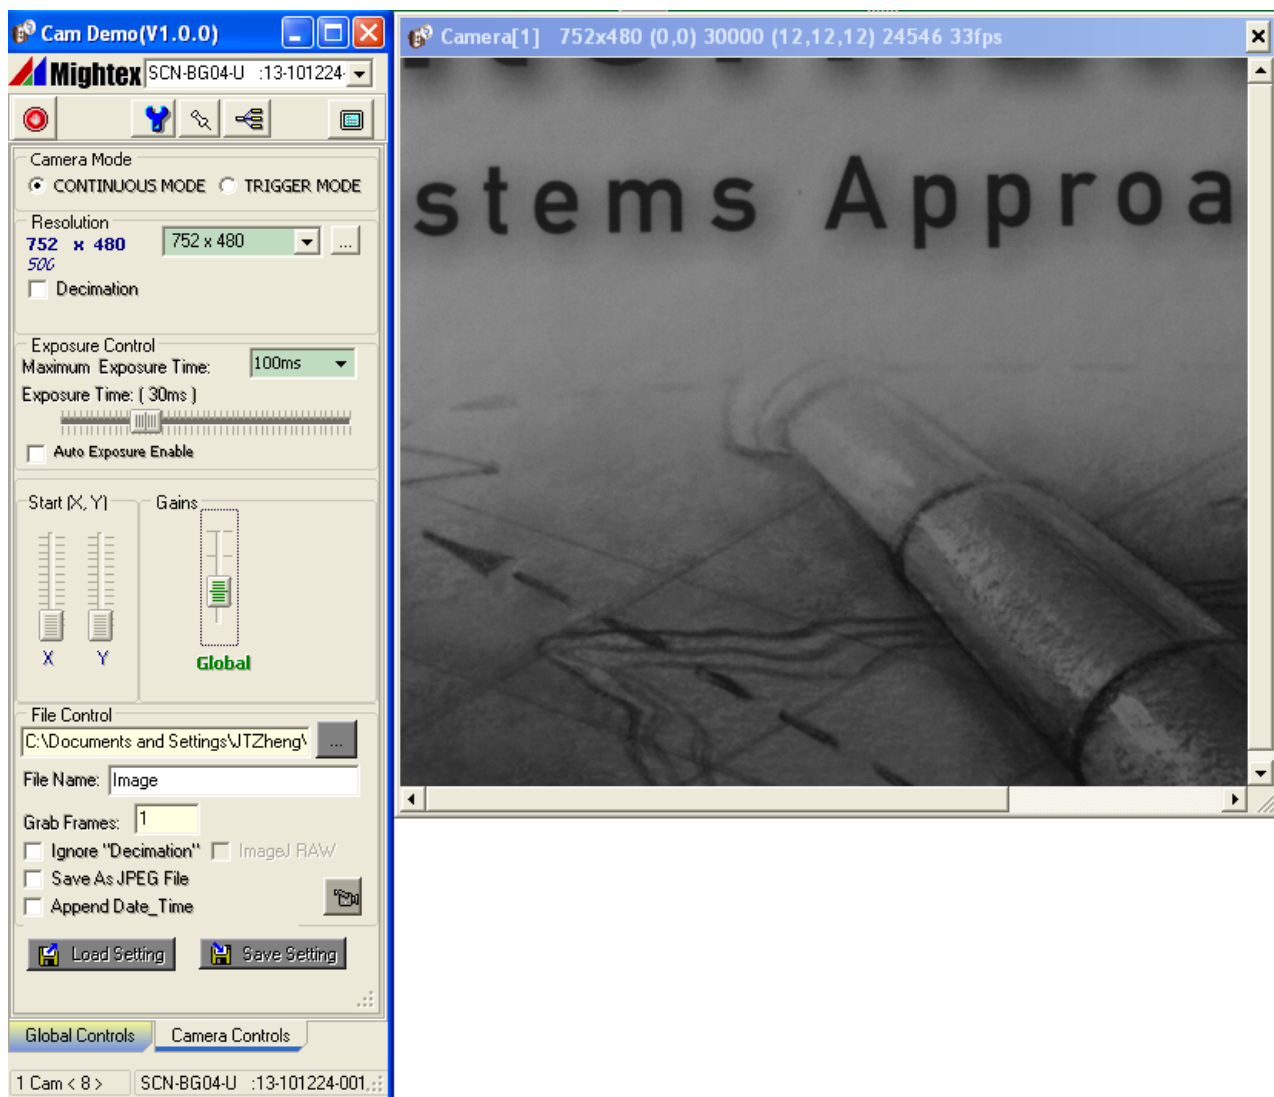 Cam Demo(V1.0.0)
Mightex SCN-BG04-U :13-101224-
Camera Mode
CONTINUOUS MODE TRIGGER MODE
Resolution
752 x 480 752 x 480 ...
506
Decimation
Exposure Control
Maximum Exposure Time: 100ms
Exposure Time: ( 30ms )
Auto Exposure Enable
Start (X, Y) Gains
X Y Global
File Control
C:\Documents and Settings\JTZheng\ ...
File Name: Image
Grab Frames: 1
Ignore "Decimation" ImageJ RAW
Save As JPEG File
Append Date_Time
Load Setting Save Setting
Global Controls Camera Controls
1 Cam < 8 > SCN-BG04-U :13-101224-001
Camera[1] 752x480 (0,0) 30000 (12,12,12) 24546 33fps
stems Approa